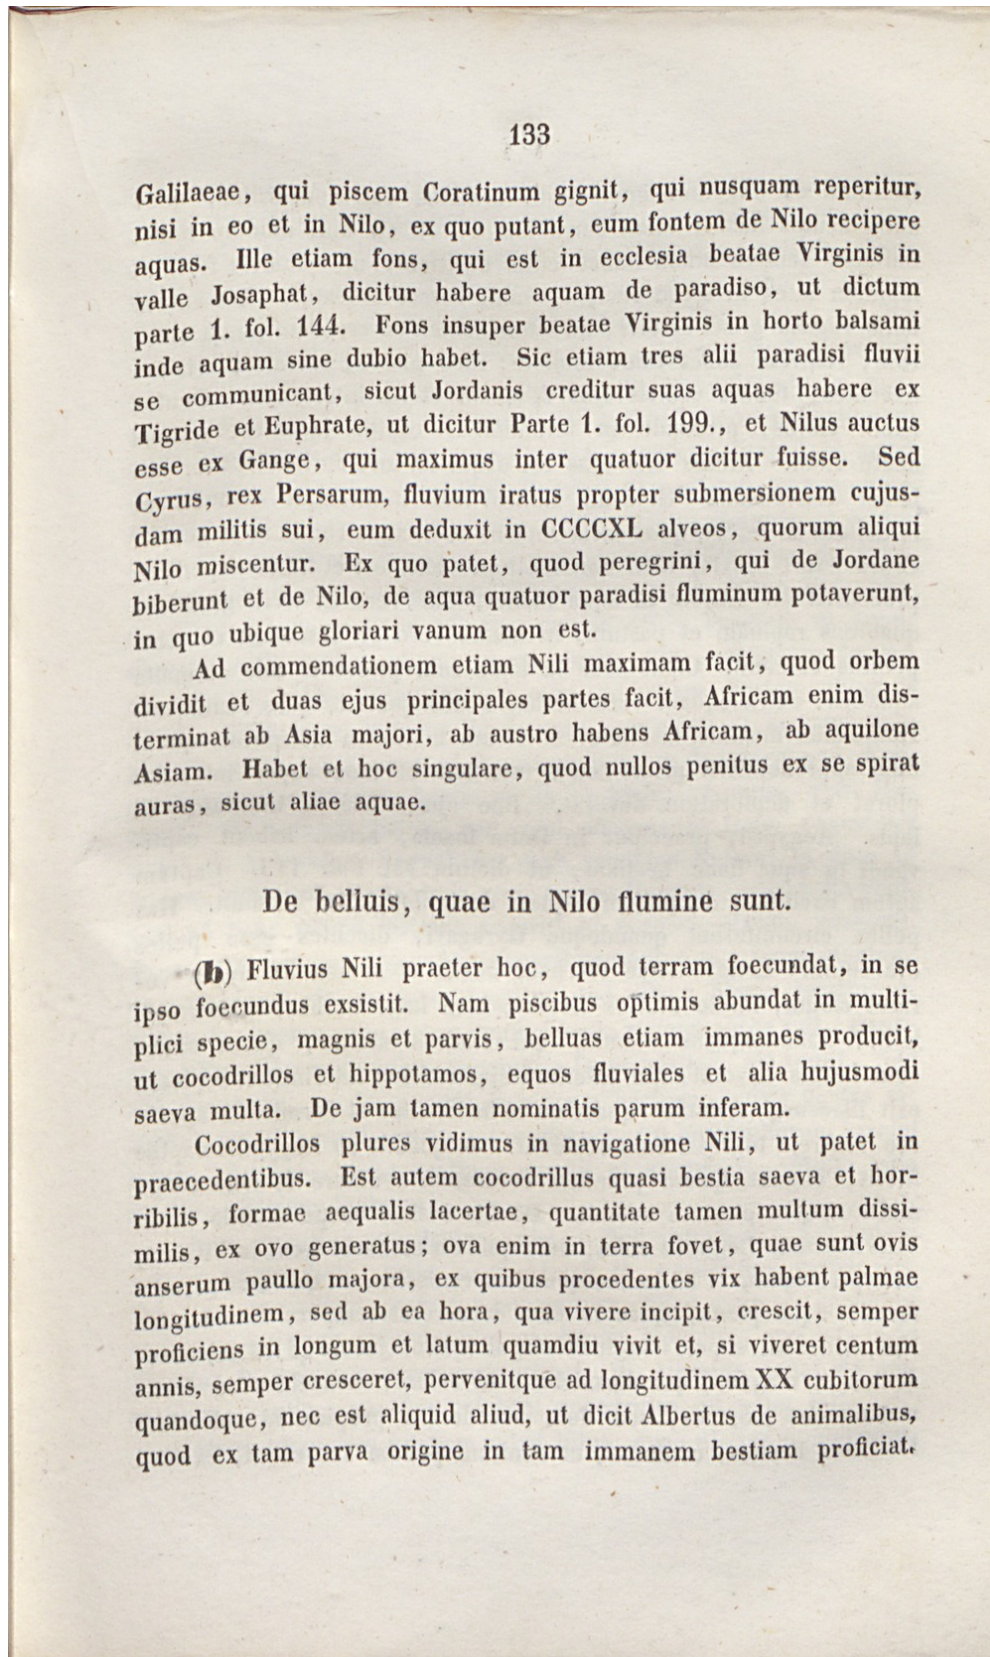 133
Galilaeae, qui piscem Coratinum gignit, qui nusquam reperitur,
nisi in eo et in Nilo, ex quo putant, eum fontem de Nilo recipere
aquas. Ille etiam fons, qui est in ecclesia beatae Virginis in
valle Josaphat, dicitur habere aquam de paradiso, ut dictum
parte 1. fol. 144. Fons insuper beatae Virginis in horto balsami
inde aquam sine dubio habet. Sic etiam tres alii paradisi fluvii
se communicant, sicut Jordanis creditur suas aquas habere ex
Tigride et Euphrate, ut dicitur Parte 1. fol. 199., et Nilus auctus
esse ex Gange, qui maximus inter quatuor dicitur fuisse. Sed
Cyrus, rex Persarum, fluvium iratus propter submersionem cujus-
dam militis sui, eum deduxit in CCCCXL alveos, quorum aliqui
Nilo miscentur. Ex quo patet, quod peregrini, qui de Jordane
biberunt et de Nilo, de aqua quatuor paradisi fluminum potaverunt,
in quo ubique gloriari vanum non est.
Ad commendationem etiam Nili maximam facit, quod orbem
dividit et duas ejus principales partes facit, Africam enim dis-
terminat ab Asia majori, ab austro habens Africam, ab aquilone
Asiam. Habet et hoc singulare, quod nullos penitus ex se spirat
auras, sicut aliae aquae.
De belluis, quae in Nilo flumine sunt.
(b) Fluvius Nili praeter hoc, quod terram foecundat, in se
ipso foecundus exsistit. Nam piscibus optimis abundat in multi-
plici specie, magnis et parvis, belluas etiam immanes producit,
ut cocodrillos et hippotamos, equos fluviales et alia hujusmodi
saeva multa. De jam tamen nominatis parum inferam.
Cocodrillos plures vidimus in navigatione Nili, ut patet in
praecedentibus. Est autem cocodrillus quasi bestia saeva et hor-
ribilis, formae aequalis lacertae, quantitate tamen multum dissi-
milis, ex ovo generatus; ova enim in terra fovet, quae sunt ovis
anserum paullo majora, ex quibus procedentes vix habent palmae
longitudinem, sed ab ea hora, qua vivere incipit, crescit, semper
proficiens in longum et latum quamdiu vivit et, si viveret centum
annis, semper cresceret, pervenitque ad longitudinem XX cubitorum
quandoque, nec est aliquid aliud, ut dicit Albertus de animalibus,
quod ex tam parva origine in tam immanem bestiam proficiat.